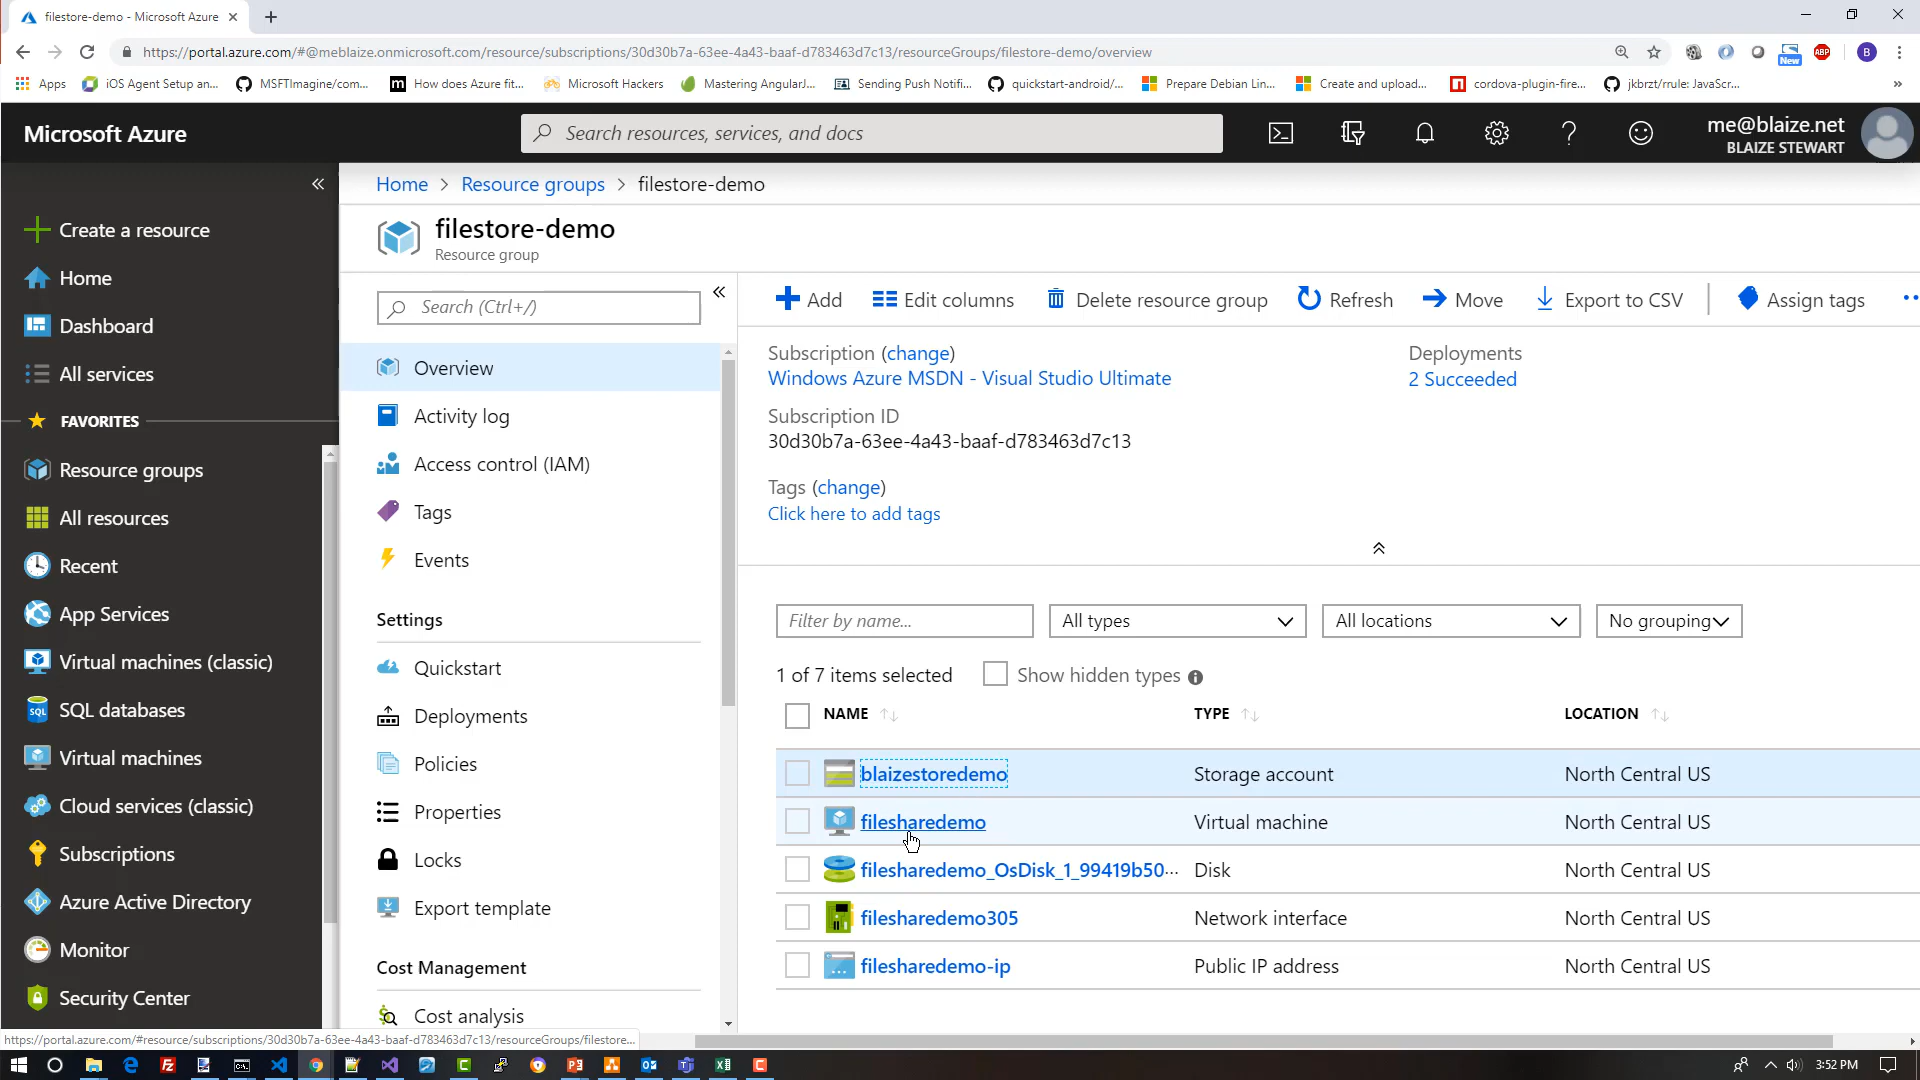 filestore-demo - Microsoft Azure
https://portal.azure.com/#@meblaize.onmicrosoft.com/resource/subscriptions/30d30b7a-63ee-4a43-baaf-d783463d7c13/resourceGroups/filestore-demo/overview
New
ABP
B
Apps
iOS Agent Setup an...
MSFTImagine/com...
How does Azure fit...
Microsoft Hackers
Mastering AngularJ...
Sending Push Notifi...
quickstart-android/...
Prepare Debian Lin...
Create and upload...
cordova-plugin-fire...
jkbrzt/rrule: JavaScr...
Microsoft Azure
Search resources, services, and docs
me@blaize.net
BLAIZE STEWART
Create a resource
Home
Dashboard
All services
FAVORITES
Resource groups
All resources
Recent
App Services
Virtual machines (classic)
SQL databases
Virtual machines
Cloud services (classic)
Subscriptions
Azure Active Directory
Monitor
Security Center
Home > Resource groups > filestore-demo
filestore-demo
Resource group
Search (Ctrl+/)
Overview
Activity log
Access control (IAM)
Tags
Events
Settings
Quickstart
Deployments
Policies
Properties
Locks
Export template
Cost Management
Cost analysis
Add
Edit columns
Delete resource group
Refresh
Move
Export to CSV
Assign tags
Subscription (change)
Windows Azure MSDN - Visual Studio Ultimate
Deployments
2 Succeeded
Subscription ID
30d30b7a-63ee-4a43-baaf-d783463d7c13
Tags (change)
Click here to add tags
Filter by name...
All types
All locations
No grouping
1 of 7 items selected
Show hidden types
NAME TYPE LOCATION
blaizestoredemo Storage account North Central US
filesharedemo Virtual machine North Central US
filesharedemo_OsDisk_1_99419b50... Disk North Central US
filesharedemo305 Network interface North Central US
filesharedemo-ip Public IP address North Central US
https://portal.azure.com/#resource/subscriptions/30d30b7a-63ee-4a43-baaf-d783463d7c13/resourceGroups/filestore...
3:52 PM